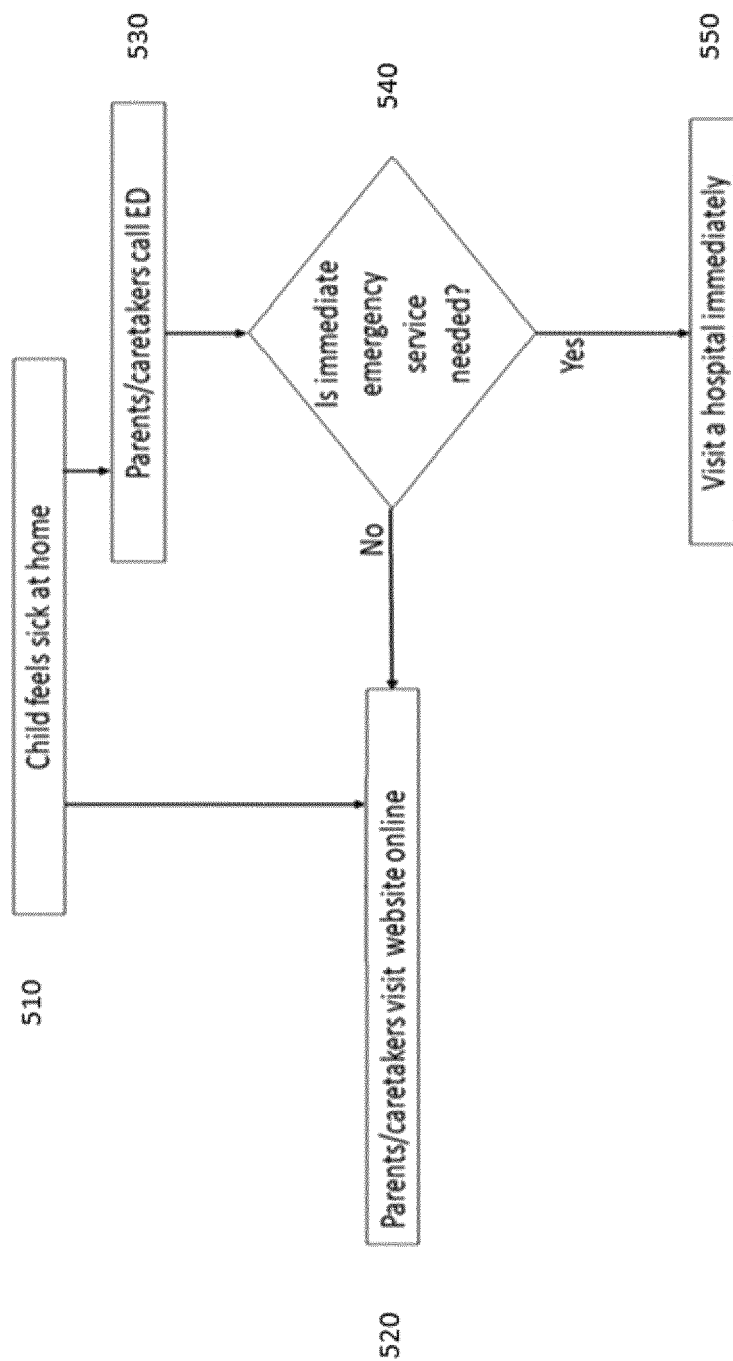 510
Child feels sick at home
Parents/caretakers call ED
530
520
Parents/caretakers visit website online
No
Is immediate
emergency
service
needed?
540
Yes
Visit a hospital immediately
550